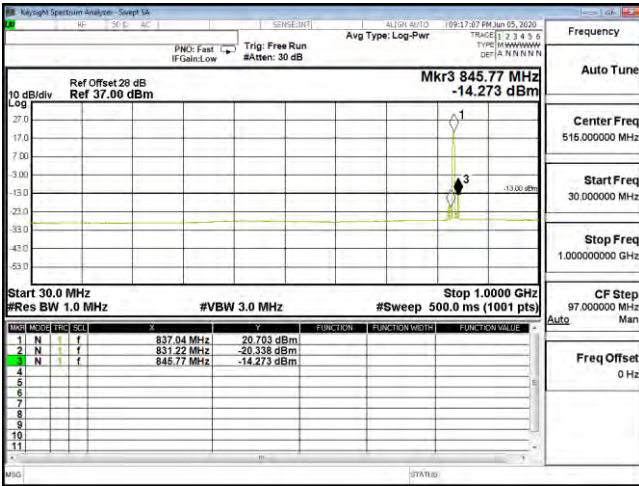 Keysight Spectrum Analyzer - Swept SA
RF 50 Ω AC SENSE:INT ALIGN AUTO 09:17:07 PM Jun 05, 2020
Avg Type: Log-Pwr
TRACE 1 2 3 4 5 6
TYPE M WWWWW
DET A N N N N N
PNO: Fast Trig: Free Run
IFGain:Low #Atten: 30 dB
Frequency
Auto Tune
Center Freq
515.000000 MHz
Start Freq
30.000000 MHz
Stop Freq
1.000000000 GHz
CF Step
97.000000 MHz
Auto Man
Freq Offset
0 Hz
Mkr3 845.77 MHz
-14.273 dBm
Ref Offset 28 dB
10 dB/div Ref 37.00 dBm
Log
27.0
17.0
7.00
-3.00
-13.0
-23.0
-33.0
-43.0
-53.0
1
3
-13.00 dBm
Start 30.0 MHz Stop 1.0000 GHz
#Res BW 1.0 MHz #VBW 3.0 MHz #Sweep 500.0 ms (1001 pts)
MKR MODE TRC SCL X Y FUNCTION FUNCTION WIDTH FUNCTION VALUE
1 N 1 f 837.04 MHz 20.703 dBm
2 N 1 f 831.22 MHz -20.338 dBm
3 N 1 f 845.77 MHz -14.273 dBm
4
5
6
7
8
9
10
11
MSG STATUS